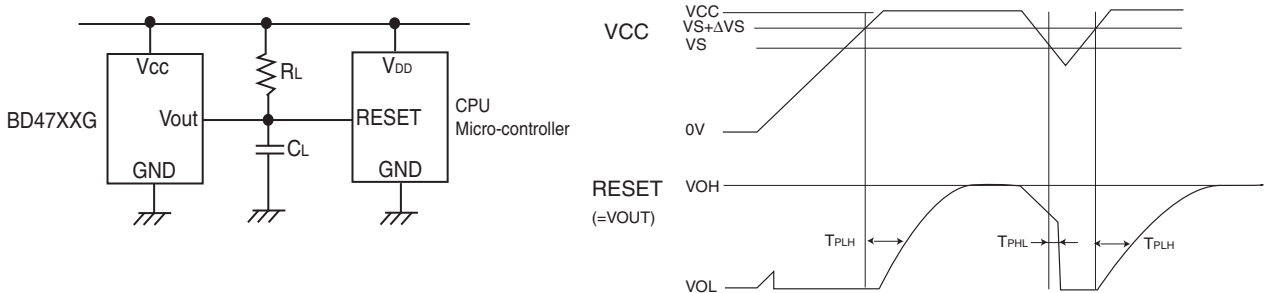 BD47XXG
Vcc
Vout
GND
RL
CL
VDD
RESET
GND
CPU
Micro-controller
VCC
VCC
VS+ΔVS
VS
0V
RESET
(=VOUT)
VOH
VOL
TPLH
TPHL
TPLH